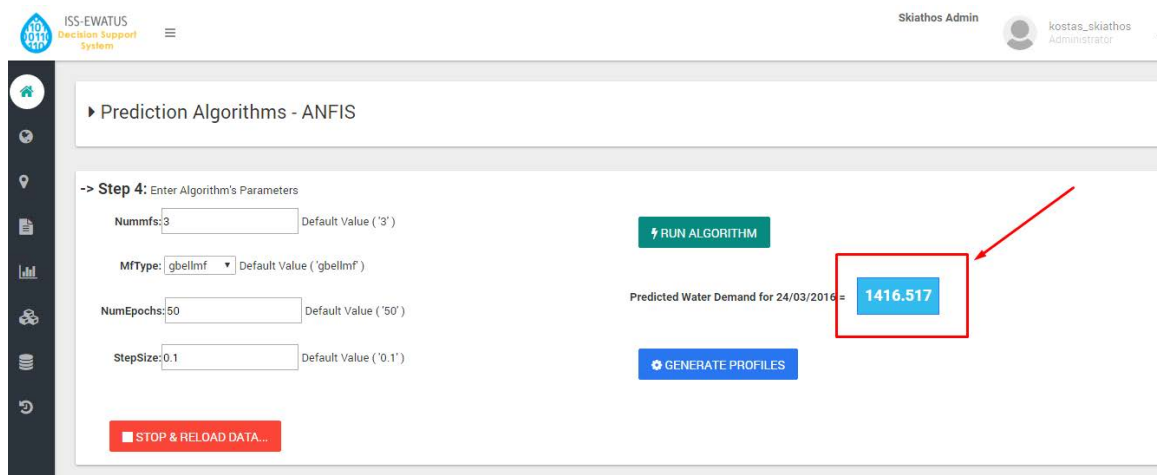 ISS-EWATUS
Decision Support
System
Skiathos Admin
kostas_skiathos
Administrator
Prediction Algorithms - ANFIS
-> Step 4: Enter Algorithm's Parameters
Nummfs: 3 Default Value ( '3' )
MfType: gbellmf Default Value ( 'gbellmf' )
NumEpochs: 50 Default Value ( '50' )
StepSize: 0.1 Default Value ( '0.1' )
STOP & RELOAD DATA...
RUN ALGORITHM
Predicted Water Demand for 24/03/2016 = 1416.517
GENERATE PROFILES